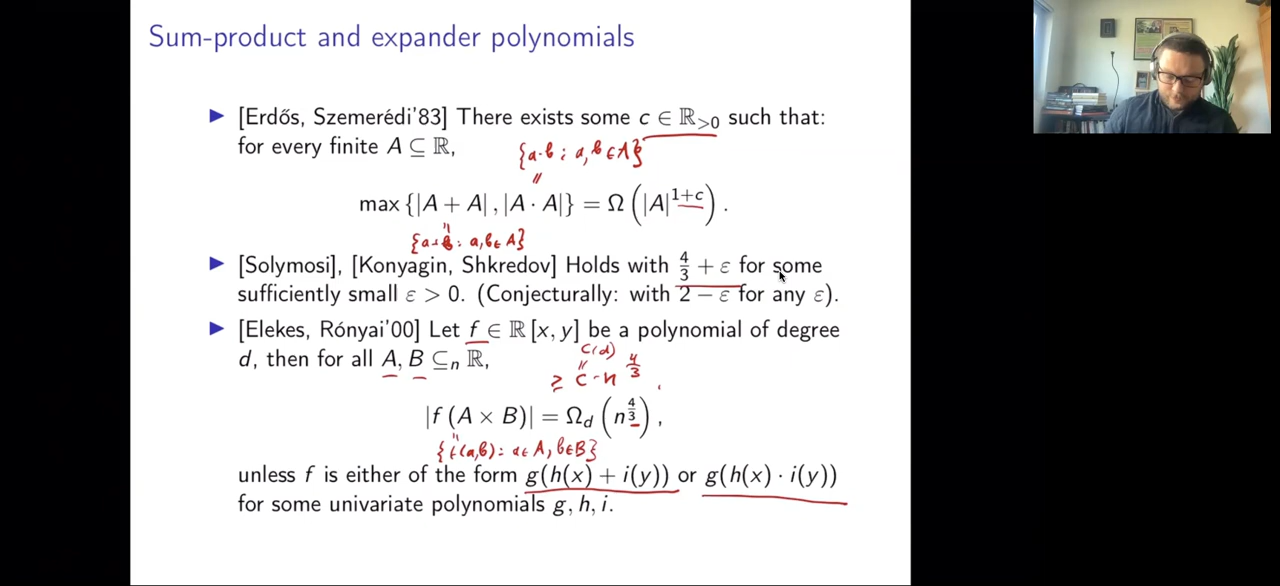 Sum-product and expander polynomials
▶ [Erdős, Szemerédi'83] There exists some c ∈ ℝ>0 such that:
for every finite A ⊆ ℝ,
{a·b : a, b ∈ A}
max {|A + A| , |A · A|} = Ω (|A|^{1+c}) .
{a+b : a, b ∈ A}
▶ [Solymosi], [Konyagin, Shkredov] Holds with 4/3 + ε for some
sufficiently small ε > 0. (Conjecturally: with 2 − ε for any ε).
▶ [Elekes, Rónyai'00] Let f ∈ ℝ [x, y] be a polynomial of degree
d, then for all A, B ⊆ₙ ℝ,
c(d)
≥ c·n^{4/3}
|f (A × B)| = Ω_d (n^{4/3}) ,
{f(a,b) : a ∈ A, b ∈ B}
unless f is either of the form g(h(x) + i(y)) or g(h(x) · i(y))
for some univariate polynomials g, h, i.